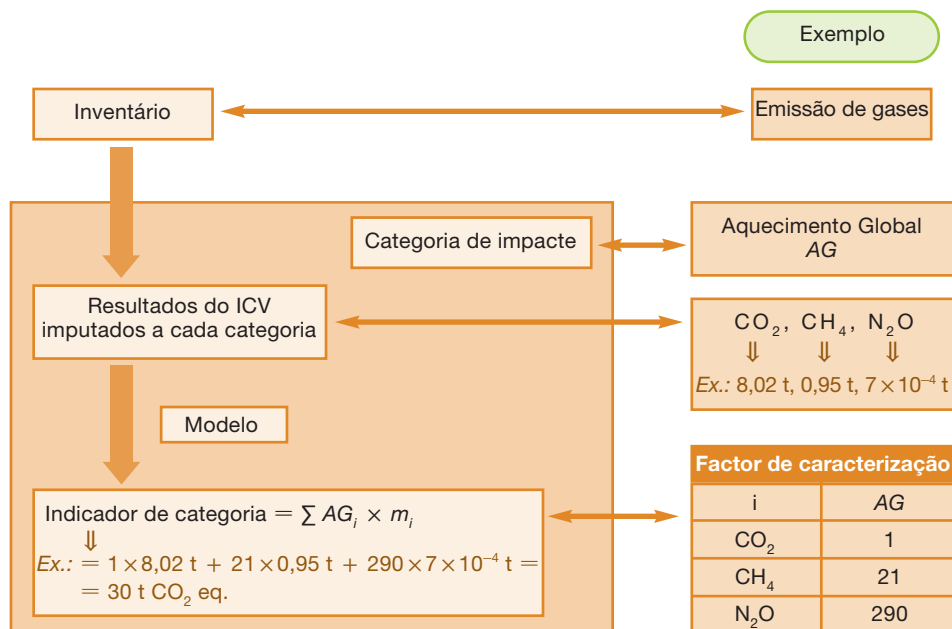 Exemplo
Inventário
Emissão de gases
Categoria de impacte
Aquecimento Global
AG
Resultados do ICV
imputados a cada categoria
CO₂, CH₄, N₂O
⇓ ⇓ ⇓
Ex.: 8,02 t, 0,95 t, 7 × 10⁻⁴ t
Modelo
Indicador de categoria = ∑ AGᵢ × mᵢ
⇓
Ex.: = 1 × 8,02 t + 21 × 0,95 t + 290 × 7 × 10⁻⁴ t =
= 30 t CO₂ eq.
Factor de caracterização
i AG
CO₂ 1
CH₄ 21
N₂O 290